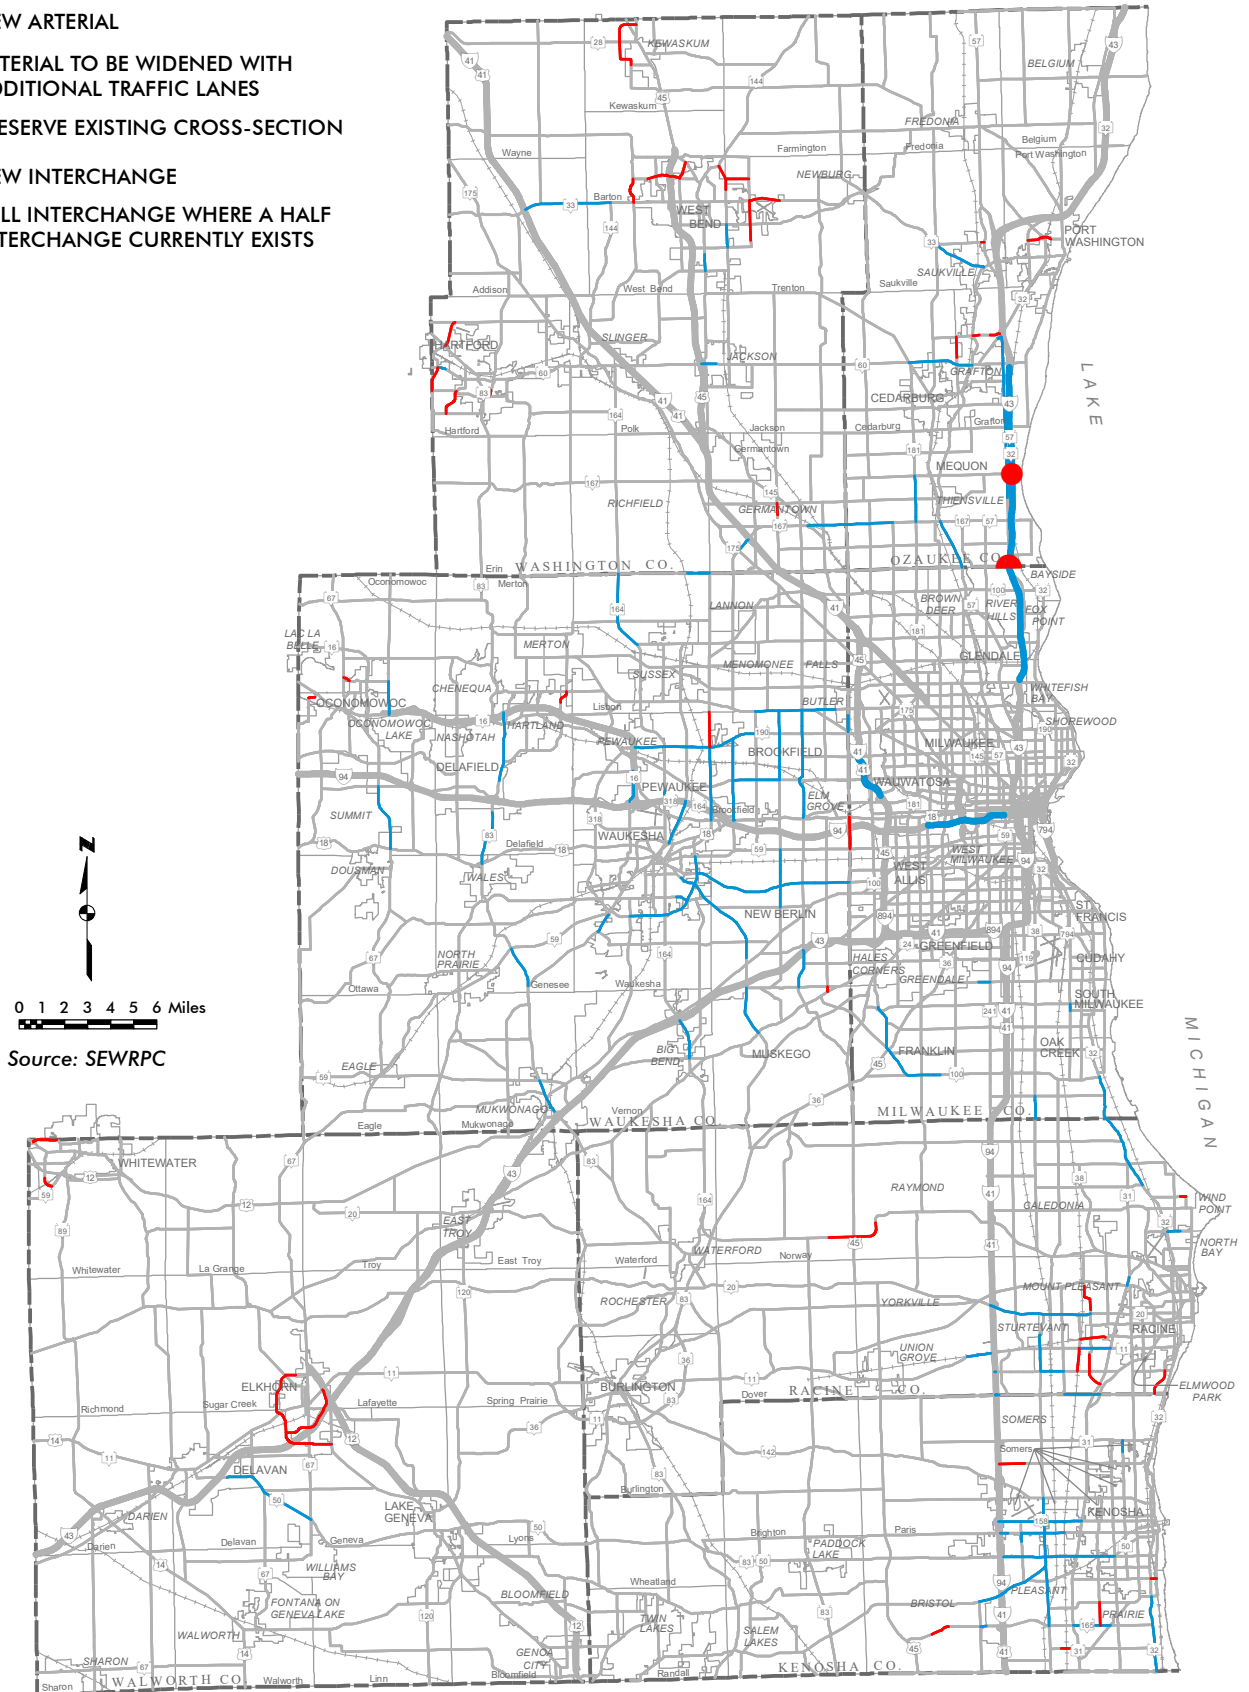 EW ARTERIAL
TERIAL TO BE WIDENED WITH
DDITIONAL TRAFFIC LANES
ESERVE EXISTING CROSS-SECTION
EW INTERCHANGE
LL INTERCHANGE WHERE A HALF
TERCHANGE CURRENTLY EXISTS
KEWASKUM
BELGIUM
Kewaskum
FREDONIA
Belgium
Wayne
Farmington
Fredonia
Port Washington
NEWBURG
Barton
WEST
BEND
PORT
WASHINGTON
SAUKVILLE
Addison
West Bend
Trenton
Saukville
HARTFORD
SLINGER
JACKSON
GRAFTON
CEDARBURG
LAKE
Hartford
Polk
Jackson
Cedarburg
Grafton
Germantown
MEQUON
RICHFIELD
GERMANTOWN
THIENSVILLE
Erin
WASHINGTON CO.
OZAUKEE CO.
Oconomowoc
Merton
BAYSIDE
LANNON
BROWN
DEER
RIVER
HILLS
FOX
POINT
LAC LA
BELLE
MERTON
MENOMONEE FALLS
GLENDALE
CHENEQUA
SUSSEX
WHITEFISH
BAY
OCONOMOWOC
Lisbon
BUTLER
OCONOMOWOC
LAKE
NASHOTAH
HARTLAND
PEWAUKEE
SHOREWOOD
BROOKFIELD
MILWAUKEE
DELAFIELD
PEWAUKEE
WAUWATOSA
SUMMIT
Brookfield
ELM
GROVE
WAUKESHA
Delafield
DOUSMAN
WALES
WEST
MILWAUKEE
WEST
ALLIS
NEW BERLIN
ST.
FRANCIS
GREENFIELD
NORTH
PRAIRIE
HALES
CORNERS
CUDAHY
GREENDALE
Ottawa
Genesee
Waukesha
SOUTH
MILWAUKEE
0 1 2 3 4 5 6 Miles
Source: SEWRPC
EAGLE
BIG
BEND
MUSKEGO
FRANKLIN
OAK
CREEK
MICHIGAN
MUKWONAGO
Vernon
Eagle
Mukwonago
WAUKESHA CO.
MILWAUKEE CO.
WHITEWATER
RAYMOND
CALEDONIA
WIND
POINT
EAST
TROY
NORTH
BAY
Whitewater
La Grange
Troy
East Troy
Waterford
WATERFORD
Norway
ROCHESTER
YORKVILLE
MOUNT PLEASANT
STURTEVANT
RACINE
UNION
GROVE
ELKHORN
BURLINGTON
Dover
RACINE CO.
ELMWOOD
PARK
Richmond
Sugar Creek
Lafayette
Spring Prairie
SOMERS
Somers
DELAVAN
Burlington
DARIEN
LAKE
GENEVA
KENOSHA
Darien
Delavan
Geneva
Lyons
Brighton
Paris
PADDOCK
LAKE
WILLIAMS
BAY
Wheatland
FONTANA ON
GENEVA LAKE
BLOOMFIELD
BRISTOL
PLEASANT
PRAIRIE
WALWORTH
TWIN
LAKES
SALEM
LAKES
SHARON
GENOA
CITY
Sharon
WALWORTH CO.
Walworth
Linn
Bloomfield
Randall
KENOSHA CO.